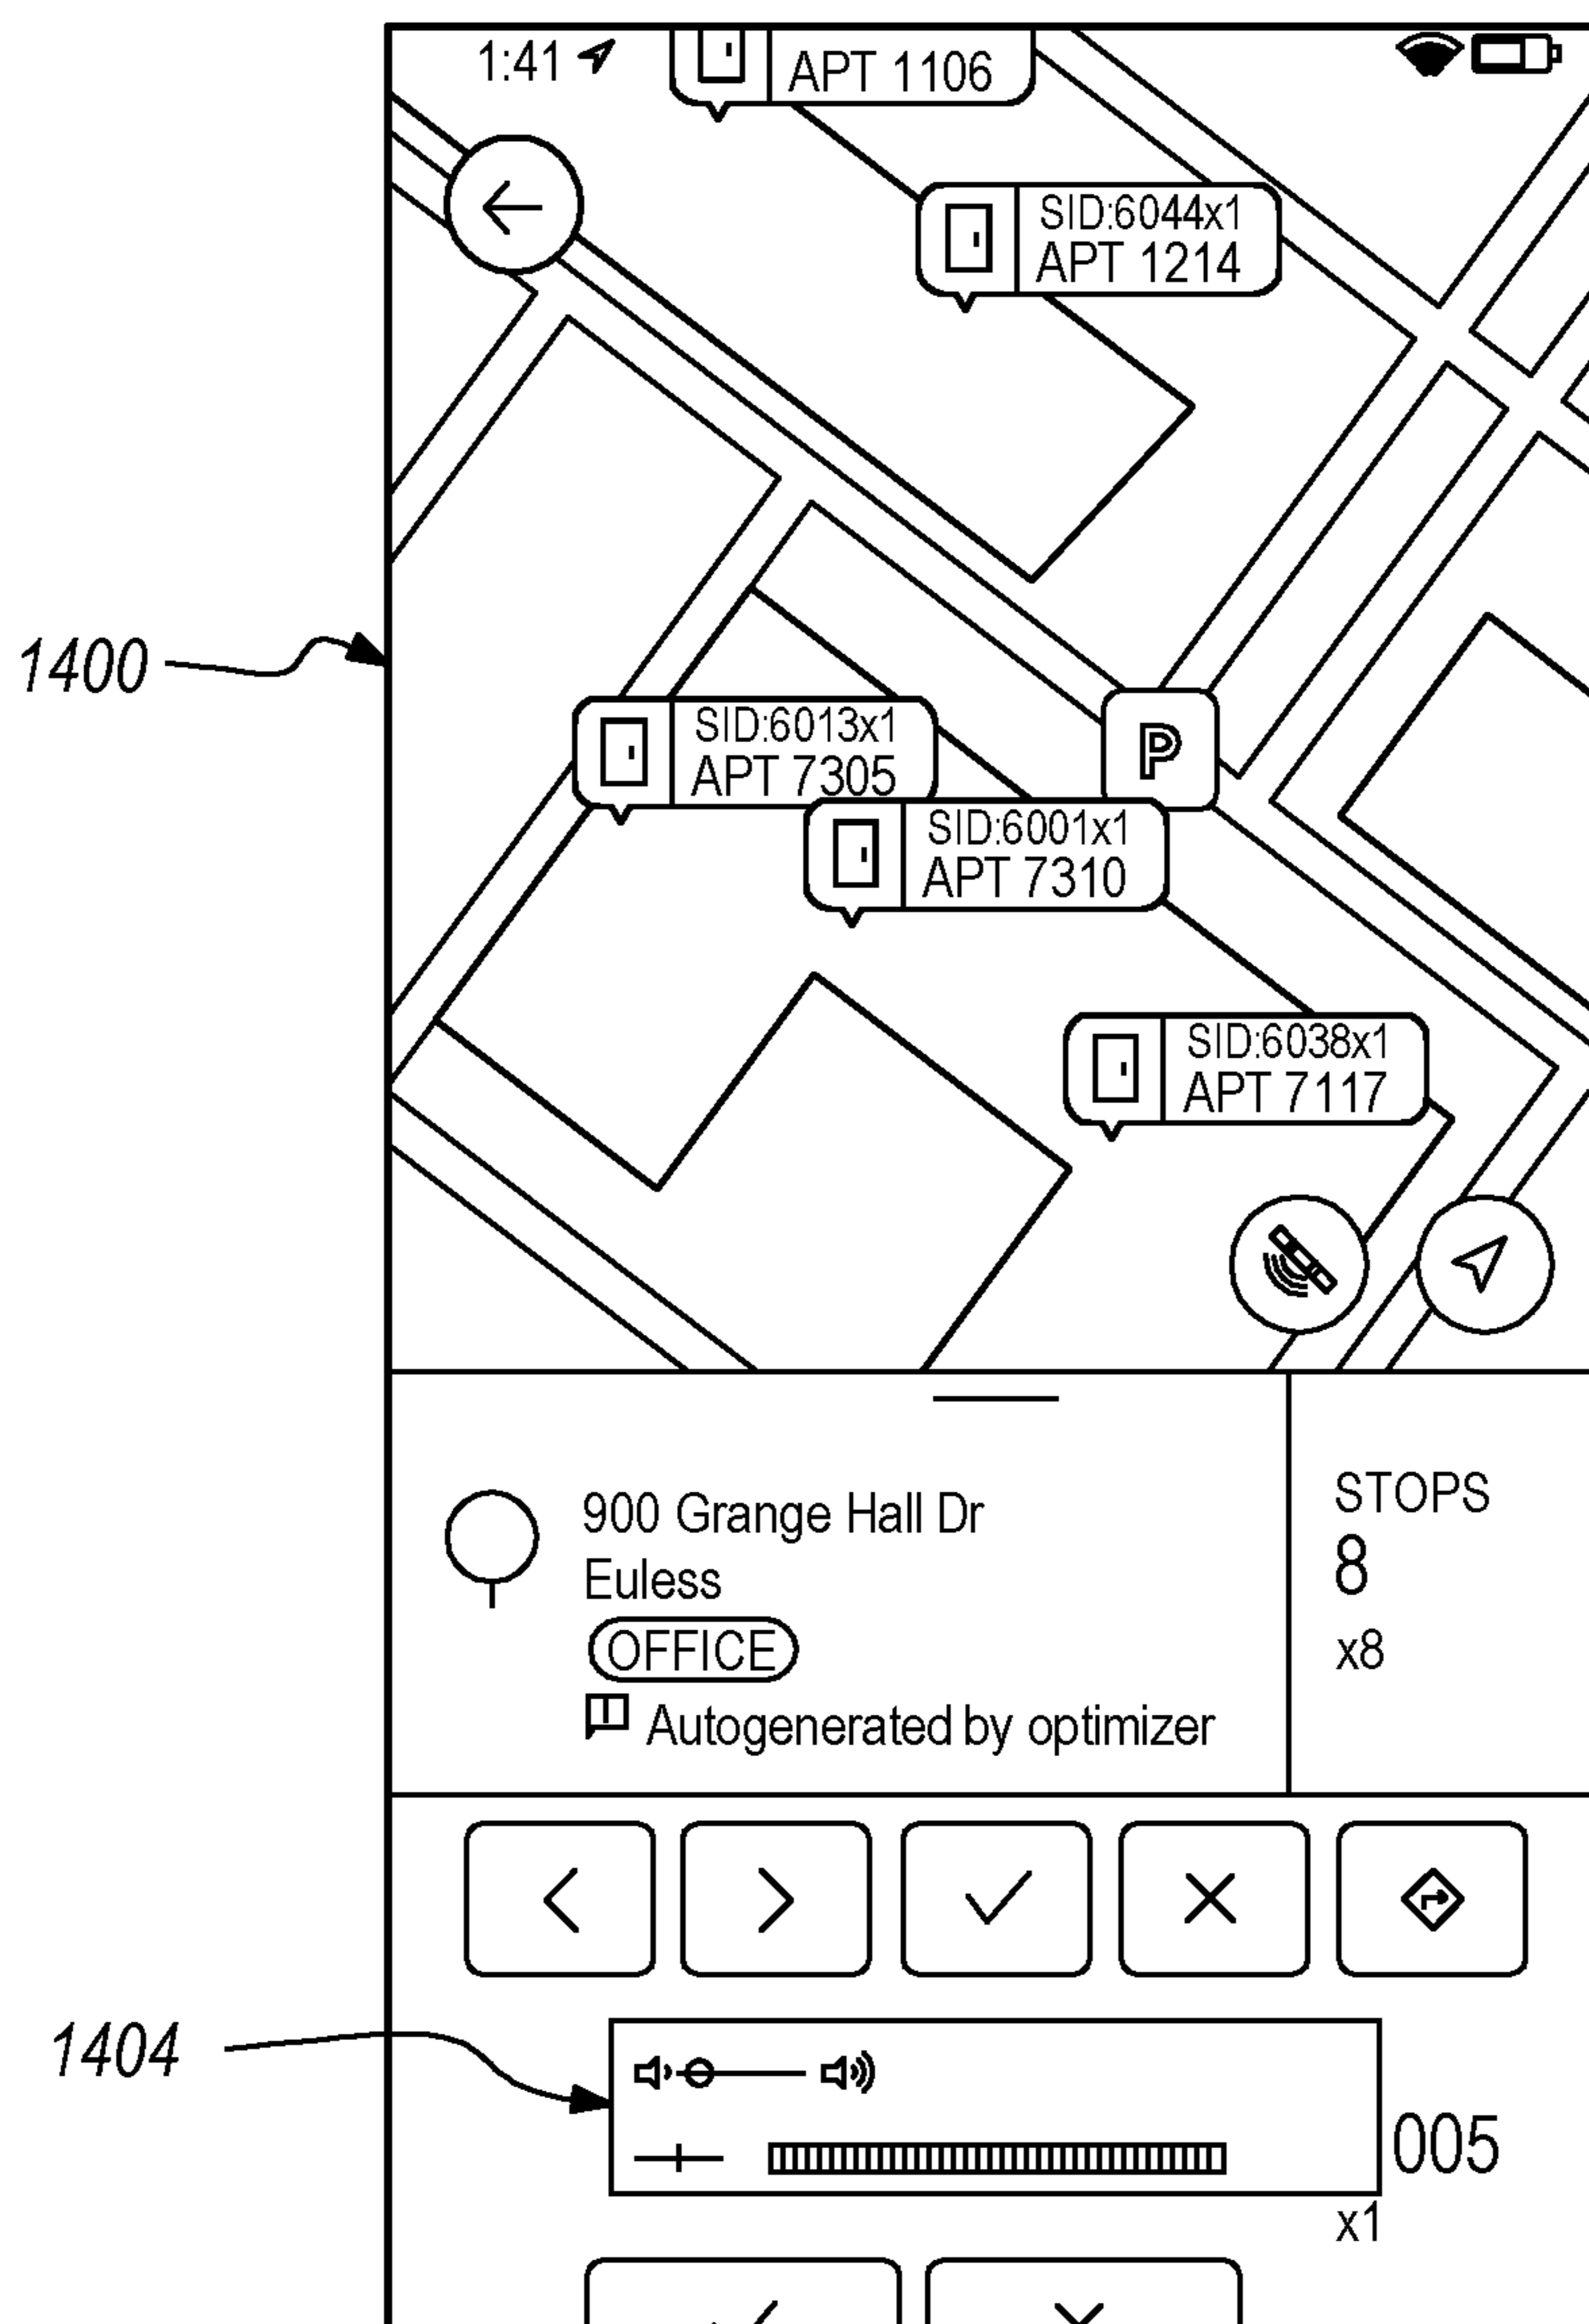 1:41
APT 1106
SID:6044x1
APT 1214
1400
SID:6013x1
APT 7305
P
SID:6001x1
APT 7310
SID:6038x1
APT 7117
900 Grange Hall Dr
Euless
OFFICE
Autogenerated by optimizer
STOPS
8
x8
1404
005
x1